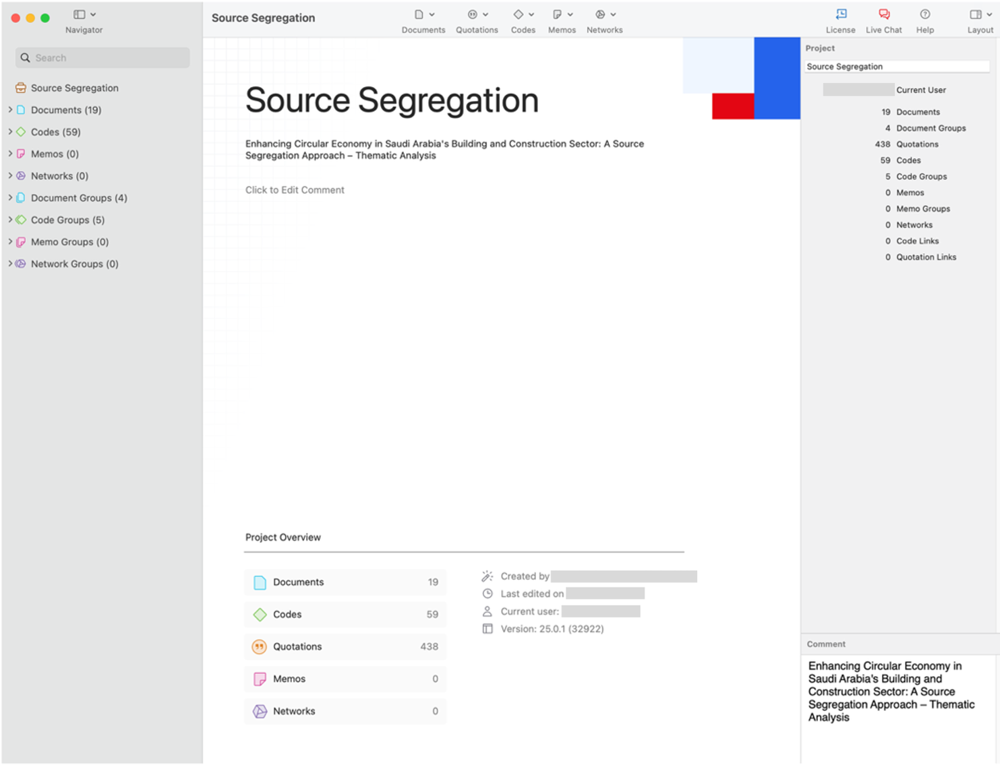 Navigator
Source Segregation
Documents
Quotations
Codes
Memos
Networks
License
Live Chat
Help
Layout
Search
Source Segregation
Documents (19)
Codes (59)
Memos (0)
Networks (0)
Document Groups (4)
Code Groups (5)
Memo Groups (0)
Network Groups (0)
Source Segregation
Enhancing Circular Economy in Saudi Arabia's Building and Construction Sector: A Source
Segregation Approach – Thematic Analysis
Click to Edit Comment
Project Overview
Documents 19
Codes 59
Quotations 438
Memos 0
Networks 0
Created by
Last edited on
Current user:
Version: 25.0.1 (32922)
Project
Source Segregation
Current User
19 Documents
4 Document Groups
438 Quotations
59 Codes
5 Code Groups
0 Memos
0 Memo Groups
0 Networks
0 Code Links
0 Quotation Links
Comment
Enhancing Circular Economy in
Saudi Arabia's Building and
Construction Sector: A Source
Segregation Approach – Thematic
Analysis